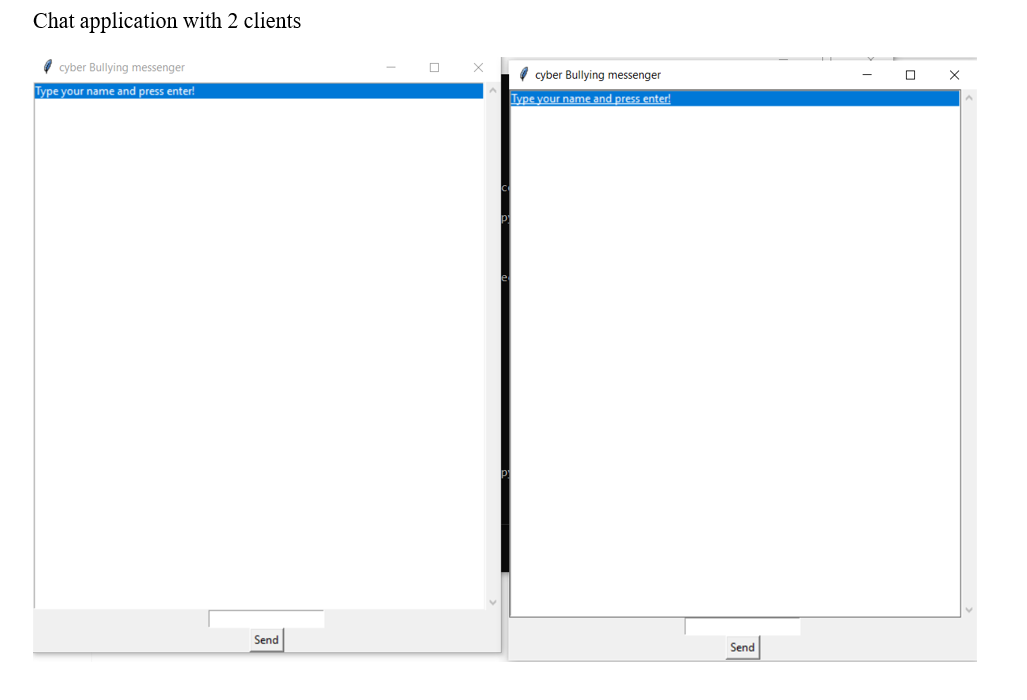 Chat application with 2 clients
cyber Bullying messenger
Type your name and press enter!
Send
cyber Bullying messenger
Type your name and press enter!
Send